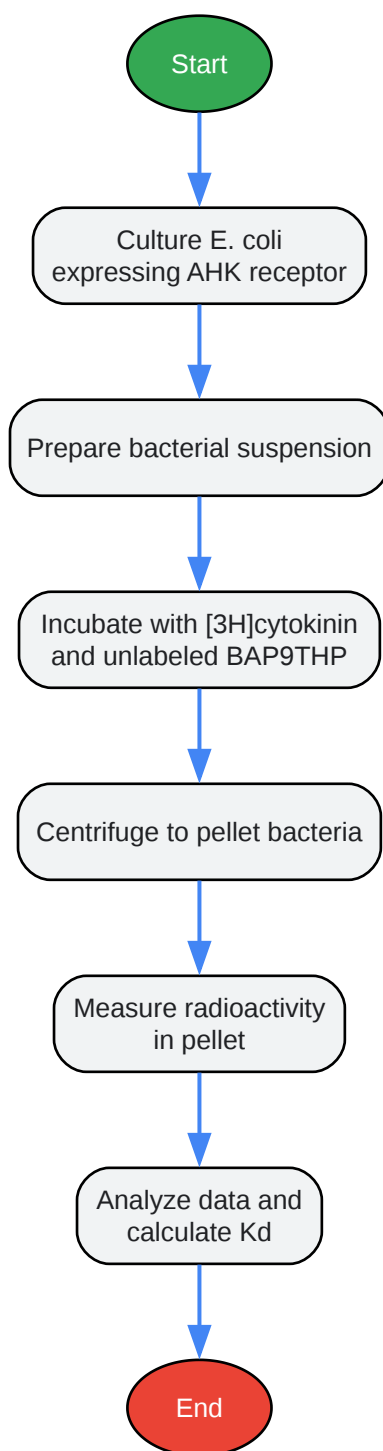 Start
Culture E. coli
expressing AHK receptor
Prepare bacterial suspension
Incubate with [3H]cytokinin
and unlabeled BAP9THP
Centrifuge to pellet bacteria
Measure radioactivity
in pellet
Analyze data and
calculate Kd
End